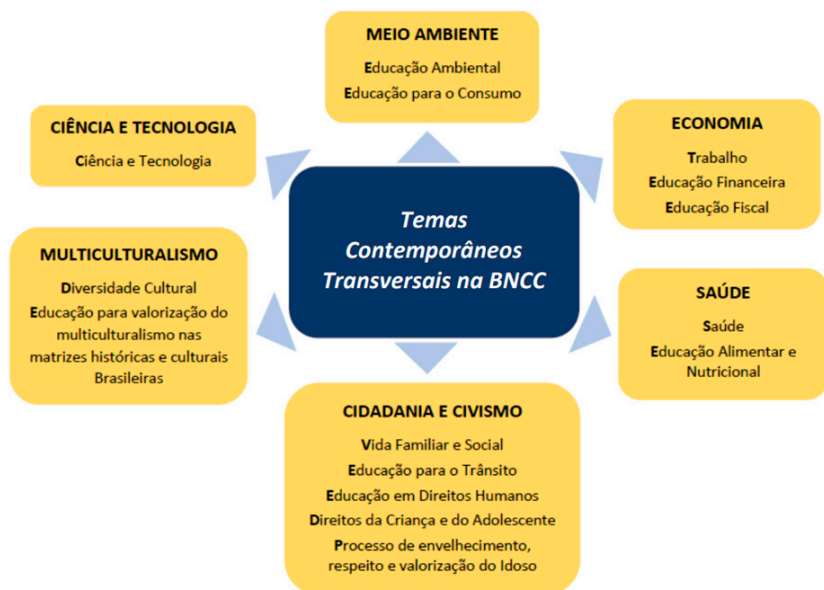 MEIO AMBIENTE
Educação Ambiental
Educação para o Consumo
CIÊNCIA E TECNOLOGIA
Ciência e Tecnologia
ECONOMIA
Trabalho
Educação Financeira
Educação Fiscal
Temas
Contemporâneos
Transversais na BNCC
MULTICULTURALISMO
Diversidade Cultural
Educação para valorização do
multiculturalismo nas
matrizes históricas e culturais
Brasileiras
SAÚDE
Saúde
Educação Alimentar e
Nutricional
CIDADANIA E CIVISMO
Vida Familiar e Social
Educação para o Trânsito
Educação em Direitos Humanos
Direitos da Criança e do Adolescente
Processo de envelhecimento,
respeito e valorização do Idoso